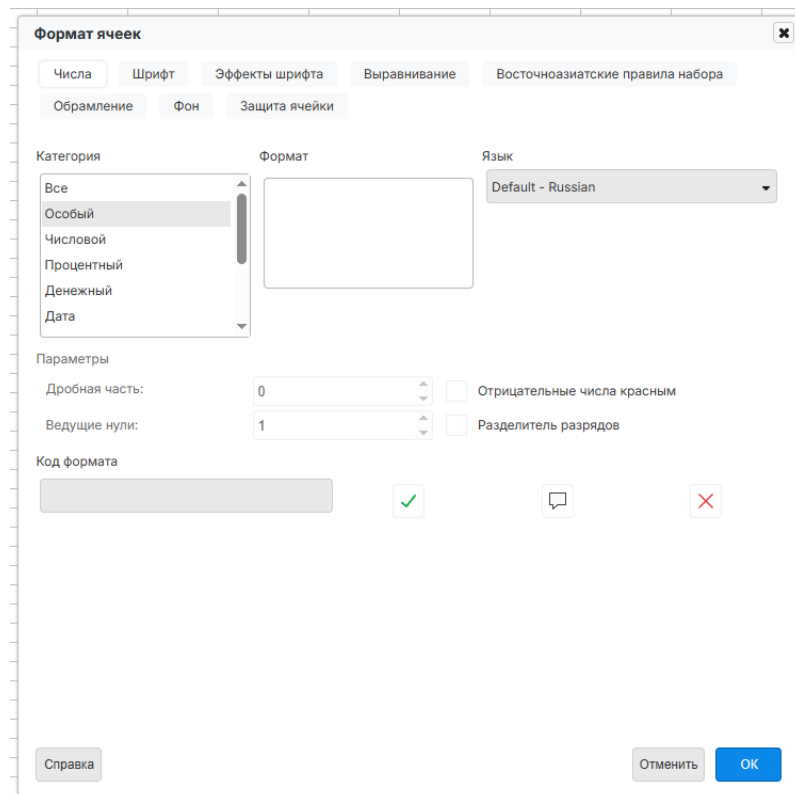 Формат ячеек
Числа Шрифт Эффекты шрифта Выравнивание Восточноазиатские правила набора
Обрамление Фон Защита ячейки
Категория Формат Язык
Все
Default - Russian
Особый
Числовой
Процентный
Денежный
Дата
Параметры
Дробная часть: 0 Отрицательные числа красным
Ведущие нули: 1 Разделитель разрядов
Код формата
Справка Отменить ОК